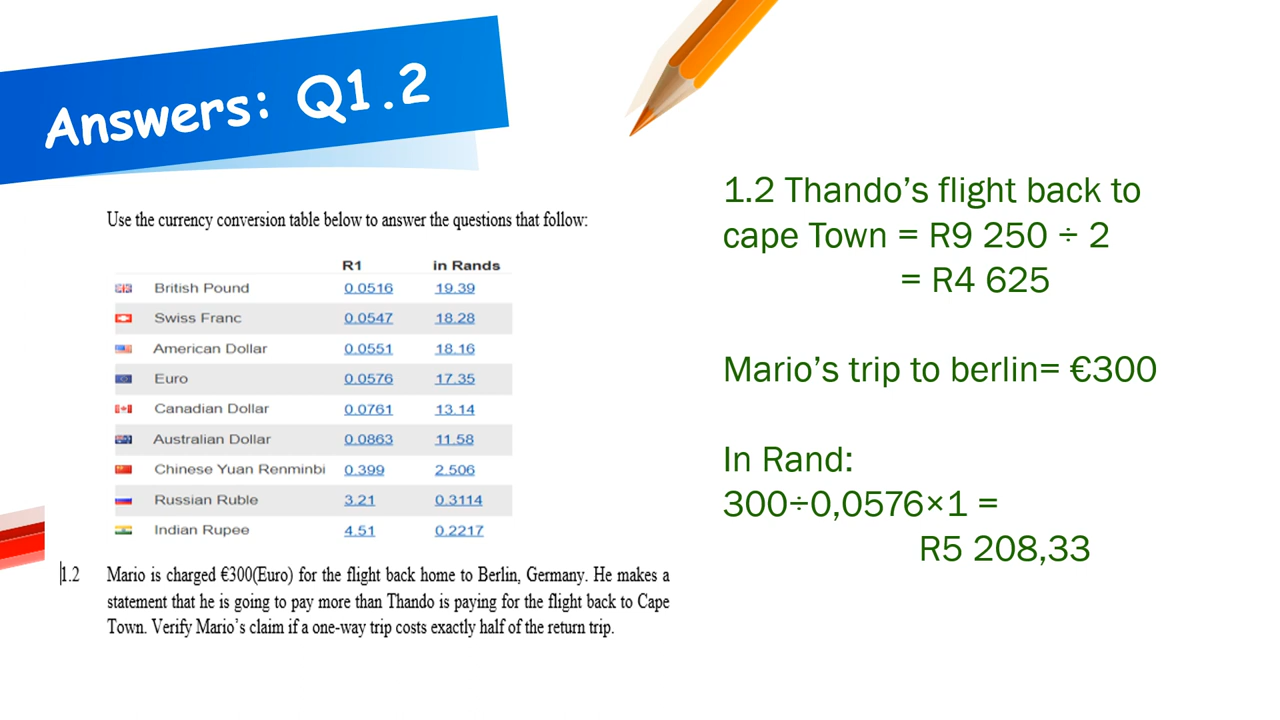 Answers: Q1.2
Use the currency conversion table below to answer the questions that follow:
R1 in Rands
British Pound 0.0516 19.39
Swiss Franc 0.0547 18.28
American Dollar 0.0551 18.16
Euro 0.0576 17.35
Canadian Dollar 0.0761 13.14
Australian Dollar 0.0863 11.58
Chinese Yuan Renminbi 0.399 2.506
Russian Ruble 3.21 0.3114
Indian Rupee 4.51 0.2217
1.2 Mario is charged €300(Euro) for the flight back home to Berlin, Germany. He makes a
statement that he is going to pay more than Thando is paying for the flight back to Cape
Town. Verify Mario's claim if a one-way trip costs exactly half of the return trip.
1.2 Thando’s flight back to
cape Town = R9 250 ÷ 2
= R4 625
Mario’s trip to berlin= €300
In Rand:
300÷0,0576×1 =
R5 208,33